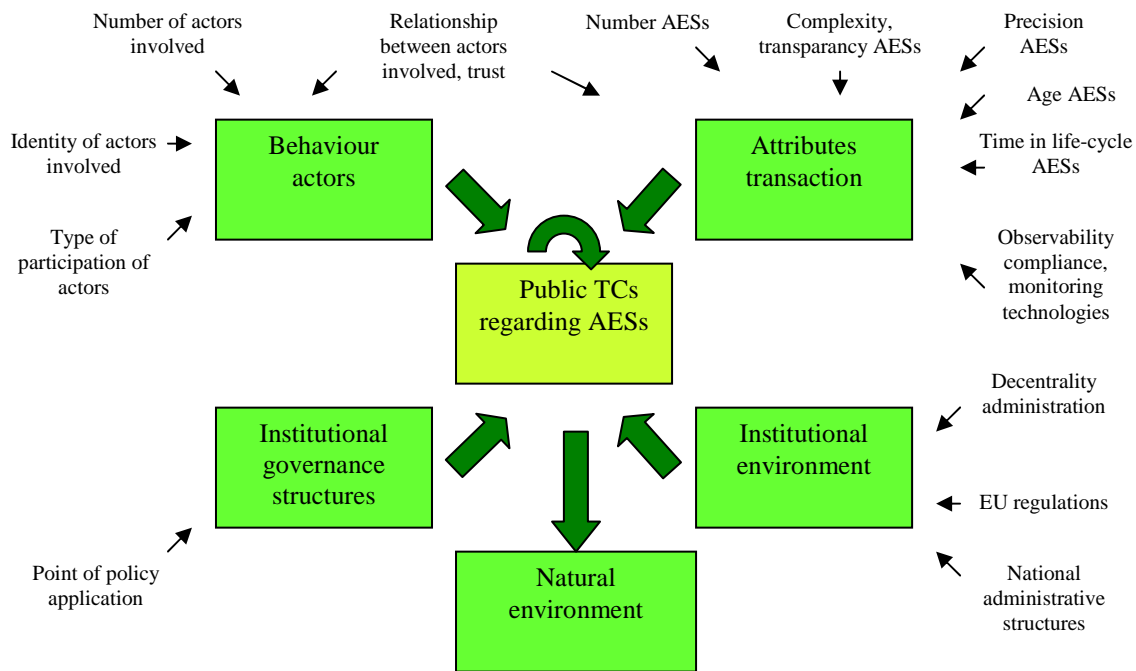 Number of actors
involved
Relationship
between actors
involved, trust
Number AESs
Complexity,
transparancy AESs
Precision
AESs
Age AESs
Identity of actors
involved
Behaviour
actors
Attributes
transaction
Time in life-cycle
AESs
Type of
participation of
actors
Observability
compliance,
monitoring
technologies
Public TCs
regarding AESs
Decentrality
administration
Institutional
governance
structures
Institutional
environment
EU regulations
Point of policy
application
Natural
environment
National
administrative
structures